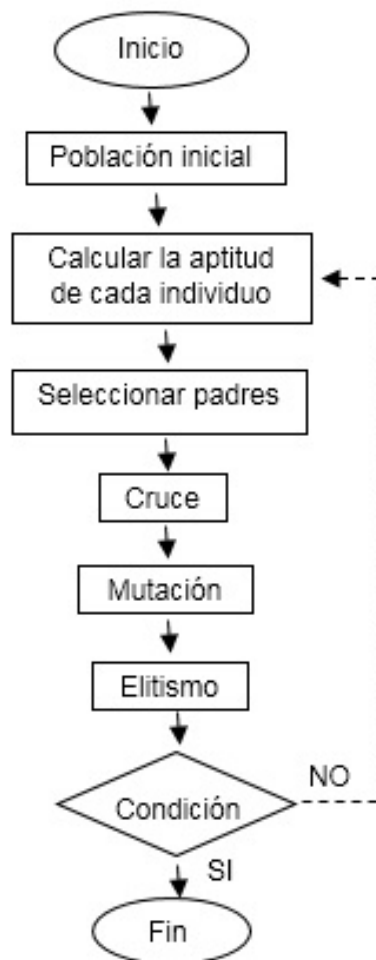 Inicio
Población inicial
Calcular la aptitud
de cada individuo
Seleccionar padres
Cruce
Mutación
Elitismo
Condición
NO
SI
Fin